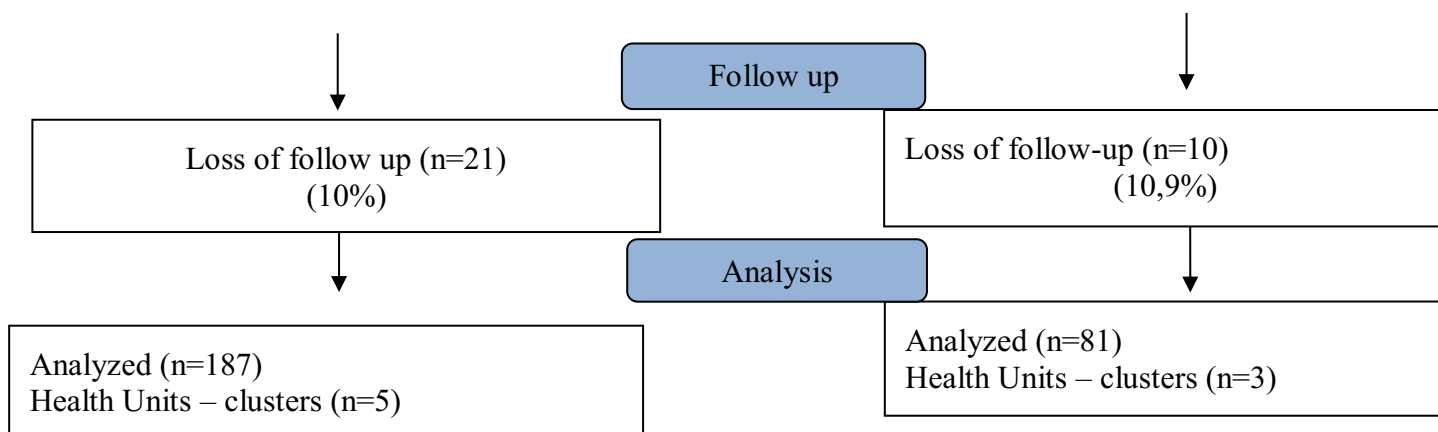 Follow up
Loss of follow up (n=21)
(10%)
Loss of follow-up (n=10)
(10,9%)
Analysis
Analyzed (n=187)
Health Units – clusters (n=5)
Analyzed (n=81)
Health Units – clusters (n=3)